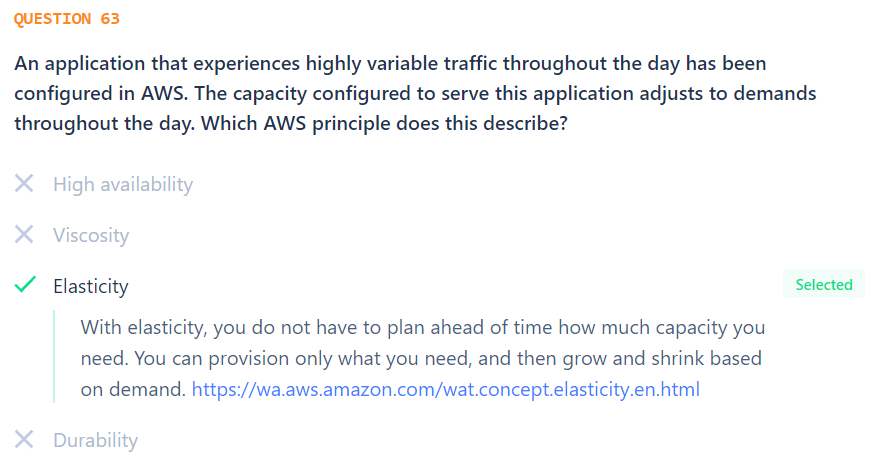 QUESTION 63
An application that experiences highly variable traffic throughout the day has been
configured in AWS. The capacity configured to serve this application adjusts to demands
throughout the day. Which AWS principle does this describe?
High availability
Viscosity
Elasticity
Selected
With elasticity, you do not have to plan ahead of time how much capacity you
need. You can provision only what you need, and then grow and shrink based
on demand. https://wa.aws.amazon.com/wat.concept.elasticity.en.html
Durability